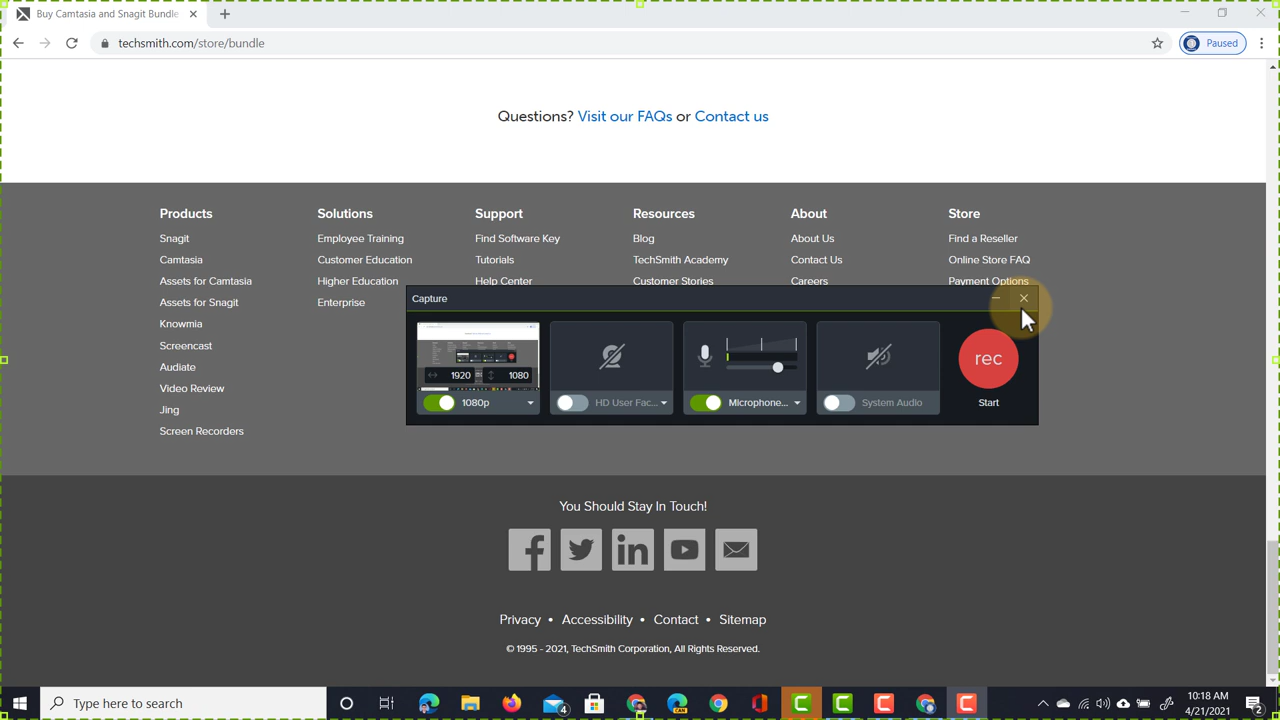 Buy Camtasia and Snagit Bundle
techsmith.com/store/bundle
Paused
Questions? Visit our FAQs or Contact us
Products
Snagit
Camtasia
Assets for Camtasia
Assets for Snagit
Knowmia
Screencast
Audiate
Video Review
Jing
Screen Recorders
Solutions
Employee Training
Customer Education
Higher Education
Enterprise
Support
Find Software Key
Tutorials
Help Center
Resources
Blog
TechSmith Academy
Customer Stories
About
About Us
Contact Us
Careers
Store
Find a Reseller
Online Store FAQ
Payment Options
Capture
1920
1080
1080p
HD User Fac...
Microphone...
System Audio
rec
Start
You Should Stay In Touch!
Privacy • Accessibility • Contact • Sitemap
© 1995 - 2021, TechSmith Corporation, All Rights Reserved.
Type here to search
4
CAN
10:18 AM
4/21/2021
2